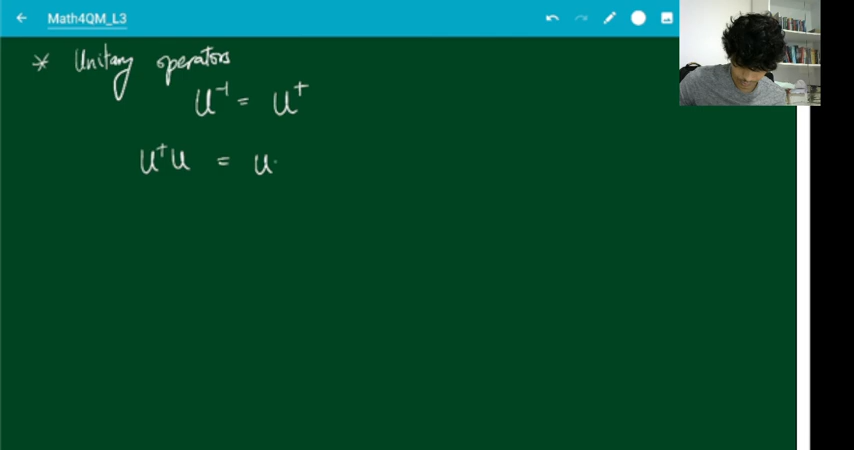 Math4QM_L3
* Unitary operators
U⁻¹ = U†
U†U = U